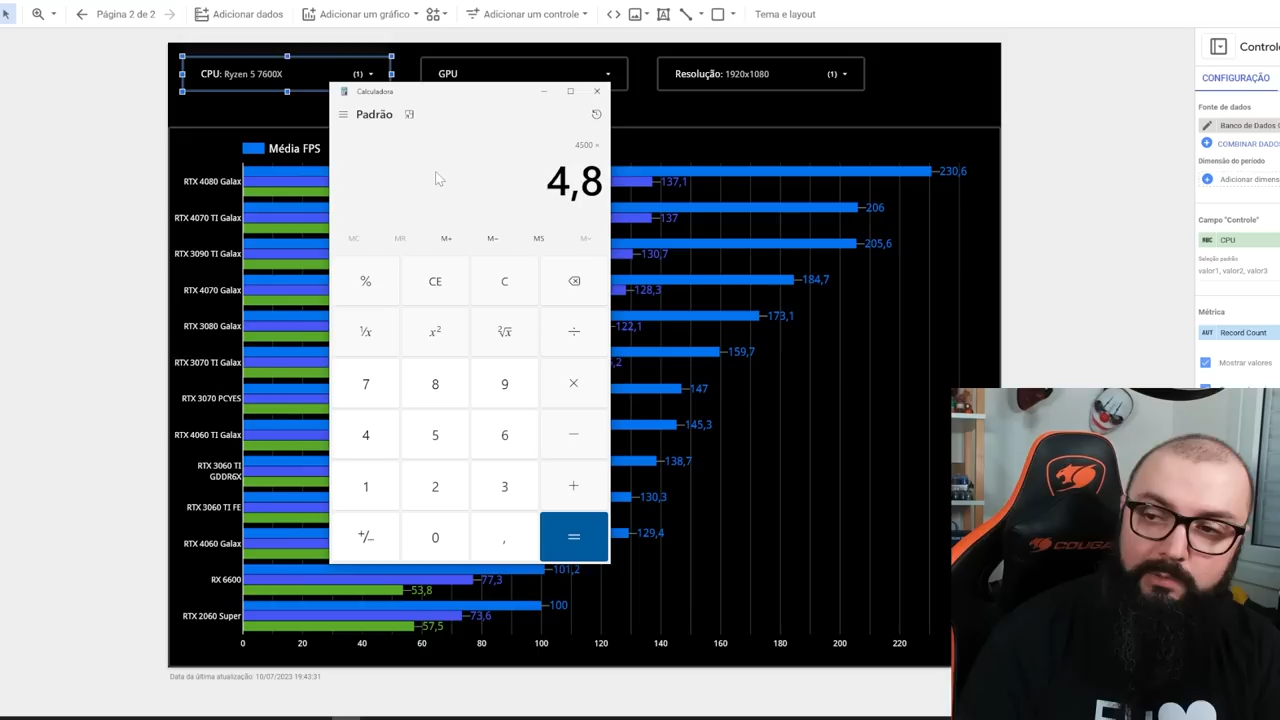 Página 2 de 2
Adicionar dados
Adicionar um gráfico
Adicionar um controle
Tema e layout
CPU: Ryzen 5 7600X (1)
GPU
Resolução: 1920x1080 (1)
Calculadora
Padrão
4500 ×
4,8
MC MR M+ M− MS M~
% CE C
¹/x x² ²√x ÷
7 8 9 ×
4 5 6 −
1 2 3 +
+/− 0 , =
Média FPS
RTX 4080 Galax
230,6
137,1
RTX 4070 TI Galax
206
137
RTX 3090 TI Galax
205,6
130,7
RTX 4070 Galax
184,7
128,3
RTX 3080 Galax
173,1
122,1
RTX 3070 TI Galax
159,7
,2
RTX 3070 PCYES
147
RTX 4060 TI Galax
145,3
RTX 3060 TI
GDDR6X
138,7
RTX 3060 TI FE
130,3
RTX 4060 Galax
129,4
RX 6600
101,2
77,3
53,8
RTX 2060 Super
100
73,6
57,5
0 20 40 60 80 100 120 140 160 180 200 220
Data da última atualização: 10/07/2023 19:43:31
Controle
CONFIGURAÇÃO
Fonte de dados
Banco de Dados
COMBINAR DADOS
Dimensão do período
Adicionar dimens
Campo "Controle"
RBC CPU
Seleção padrão
valor1, valor2, valor3
Métrica
AUT Record Count
Mostrar valores
COUGAR